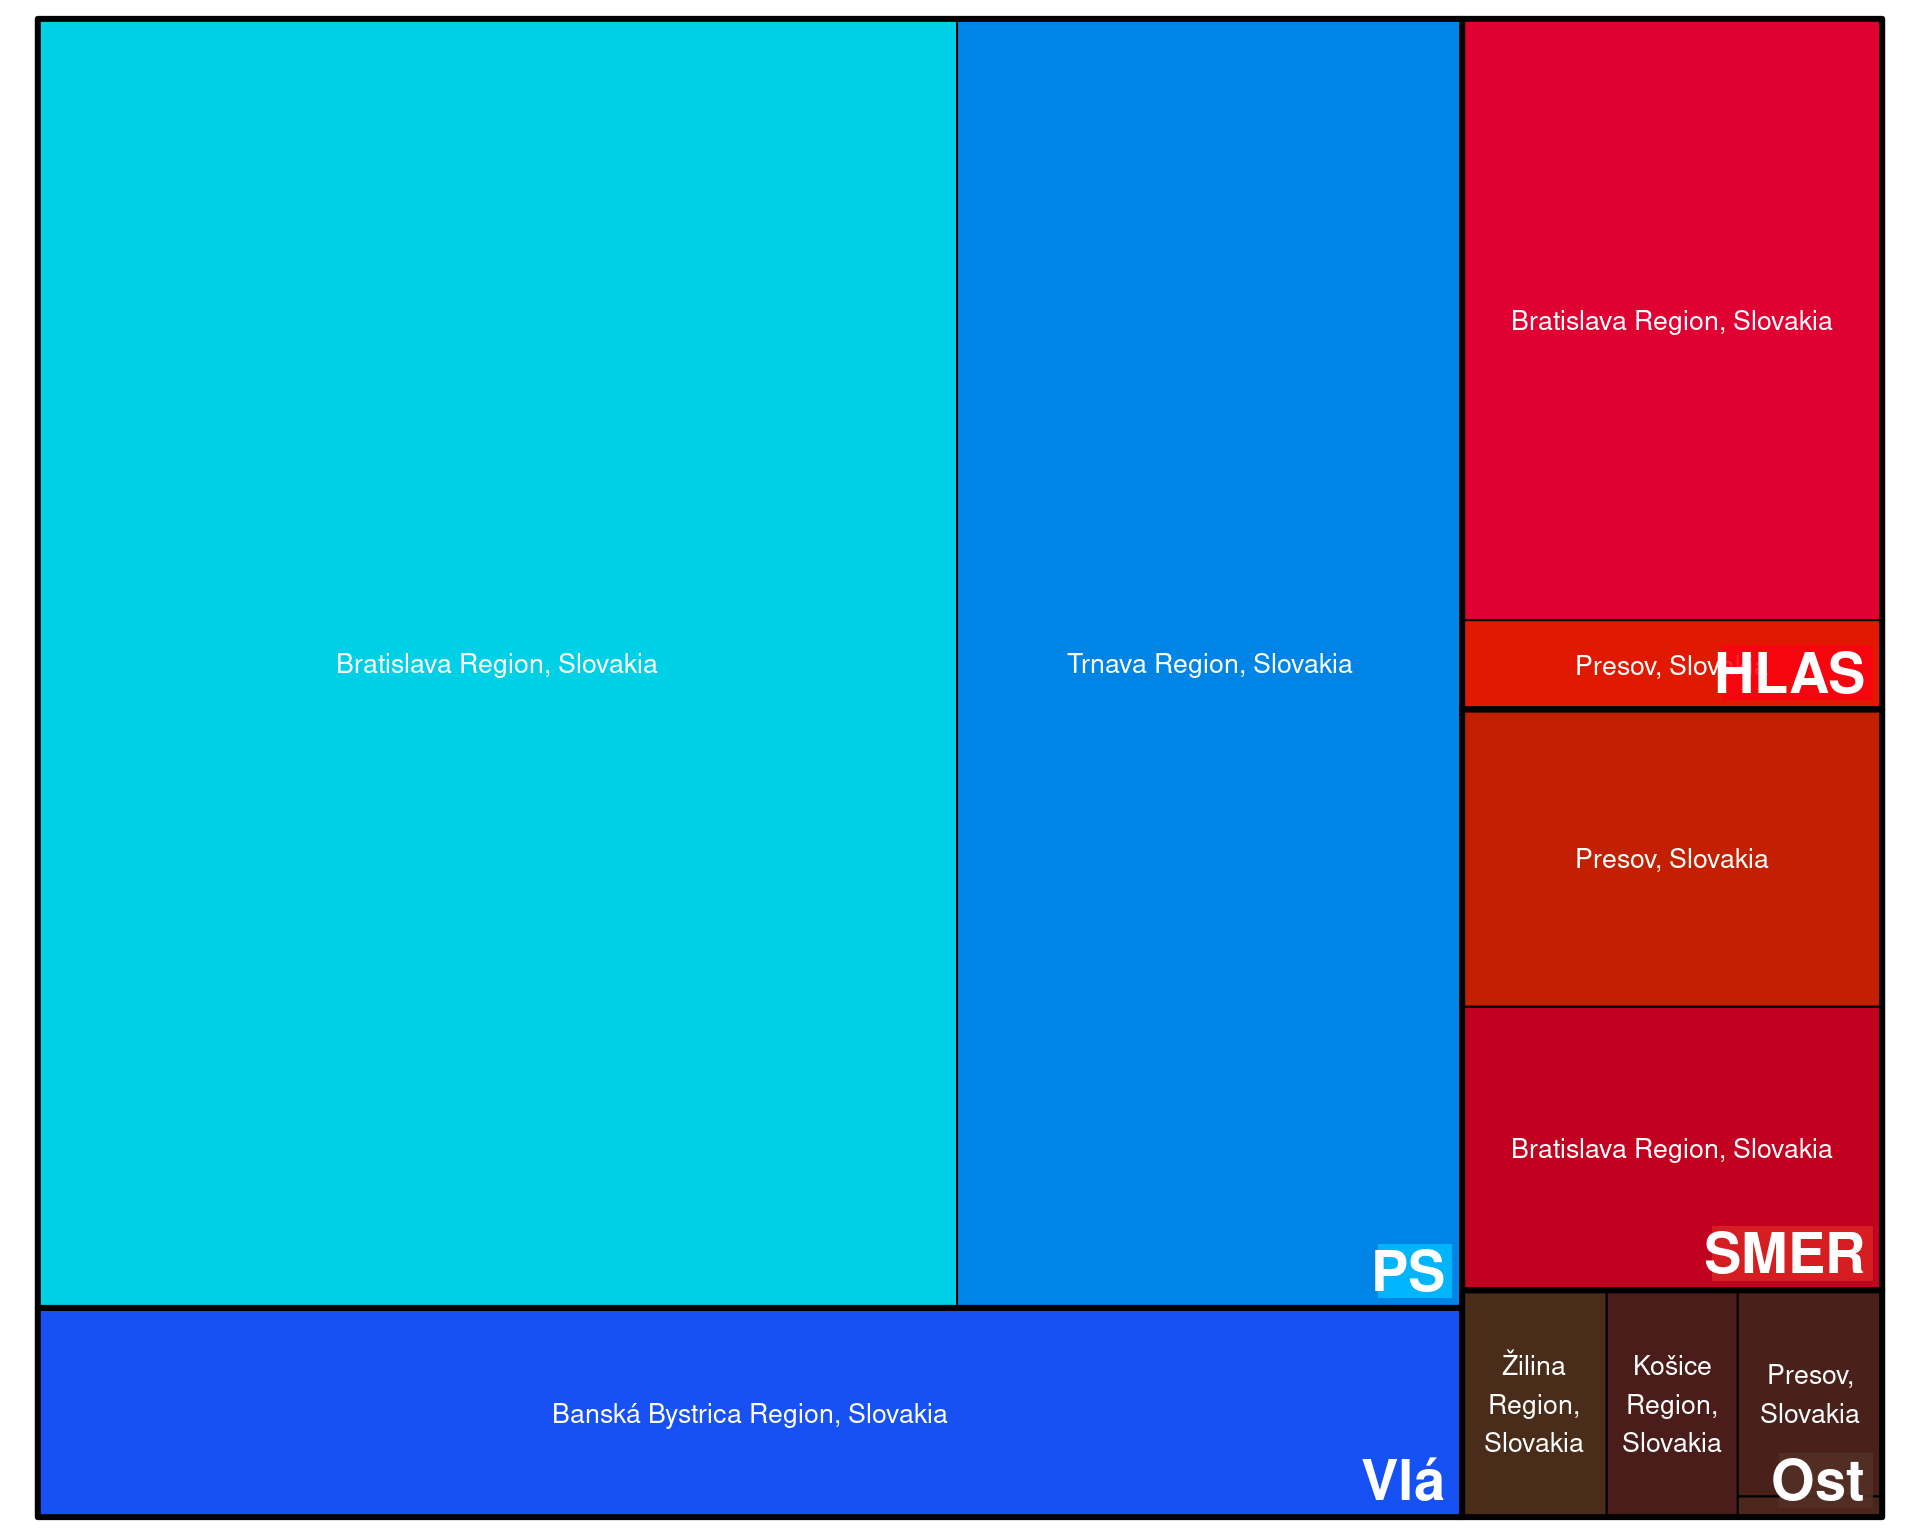 Bratislava Region, Slovakia
Trnava Region, Slovakia
PS
Banská Bystrica Region, Slovakia
Vlá
Bratislava Region, Slovakia
Presov, Slov
HLAS
Presov, Slovakia
Bratislava Region, Slovakia
SMER
Žilina
Region,
Slovakia
Košice
Region,
Slovakia
Presov,
Slovakia
Ost